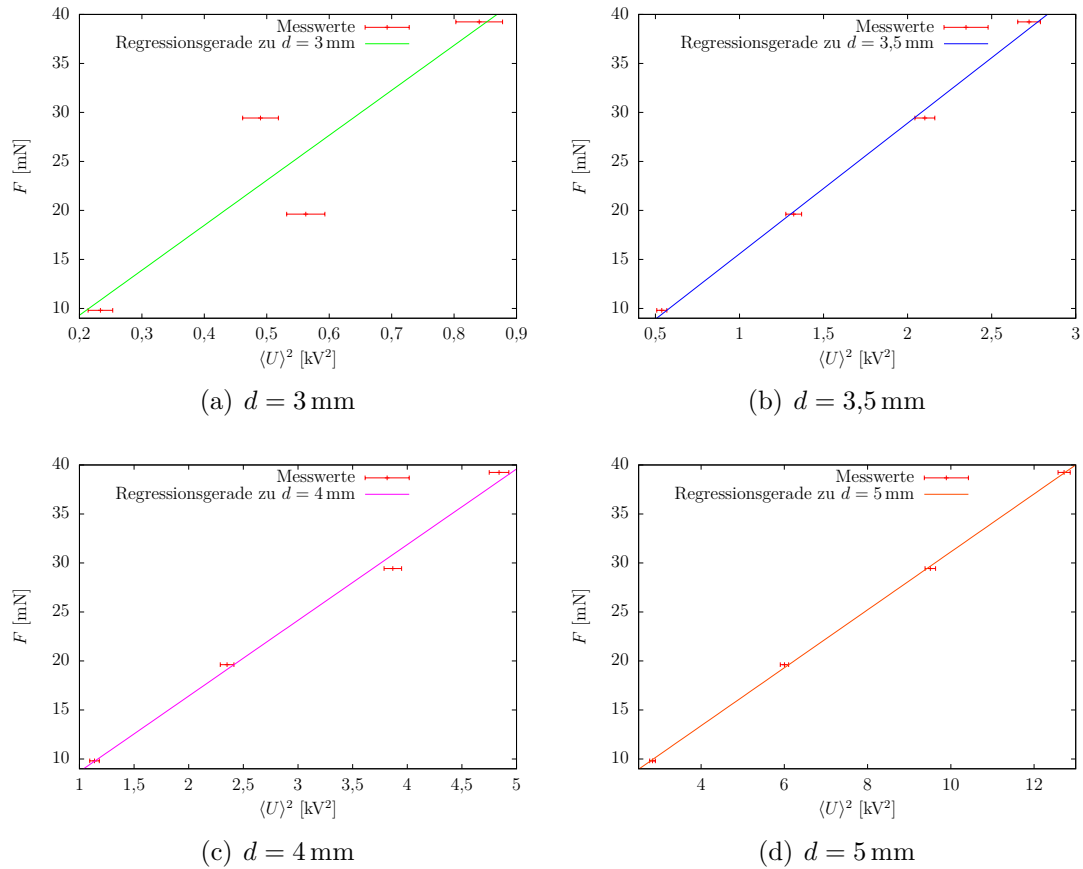 40
35
30
25
20
15
10
0,2 0,3 0,4 0,5 0,6 0,7 0,8 0,9
F [mN]
⟨U⟩² [kV²]
Messwerte
Regressionsgerade zu d = 3 mm
(a) d = 3 mm
40
35
30
25
20
15
10
0,5 1 1,5 2 2,5 3
F [mN]
⟨U⟩² [kV²]
Messwerte
Regressionsgerade zu d = 3,5 mm
(b) d = 3,5 mm
40
35
30
25
20
15
10
1 1,5 2 2,5 3 3,5 4 4,5 5
F [mN]
⟨U⟩² [kV²]
Messwerte
Regressionsgerade zu d = 4 mm
(c) d = 4 mm
40
35
30
25
20
15
10
4 6 8 10 12
F [mN]
⟨U⟩² [kV²]
Messwerte
Regressionsgerade zu d = 5 mm
(d) d = 5 mm